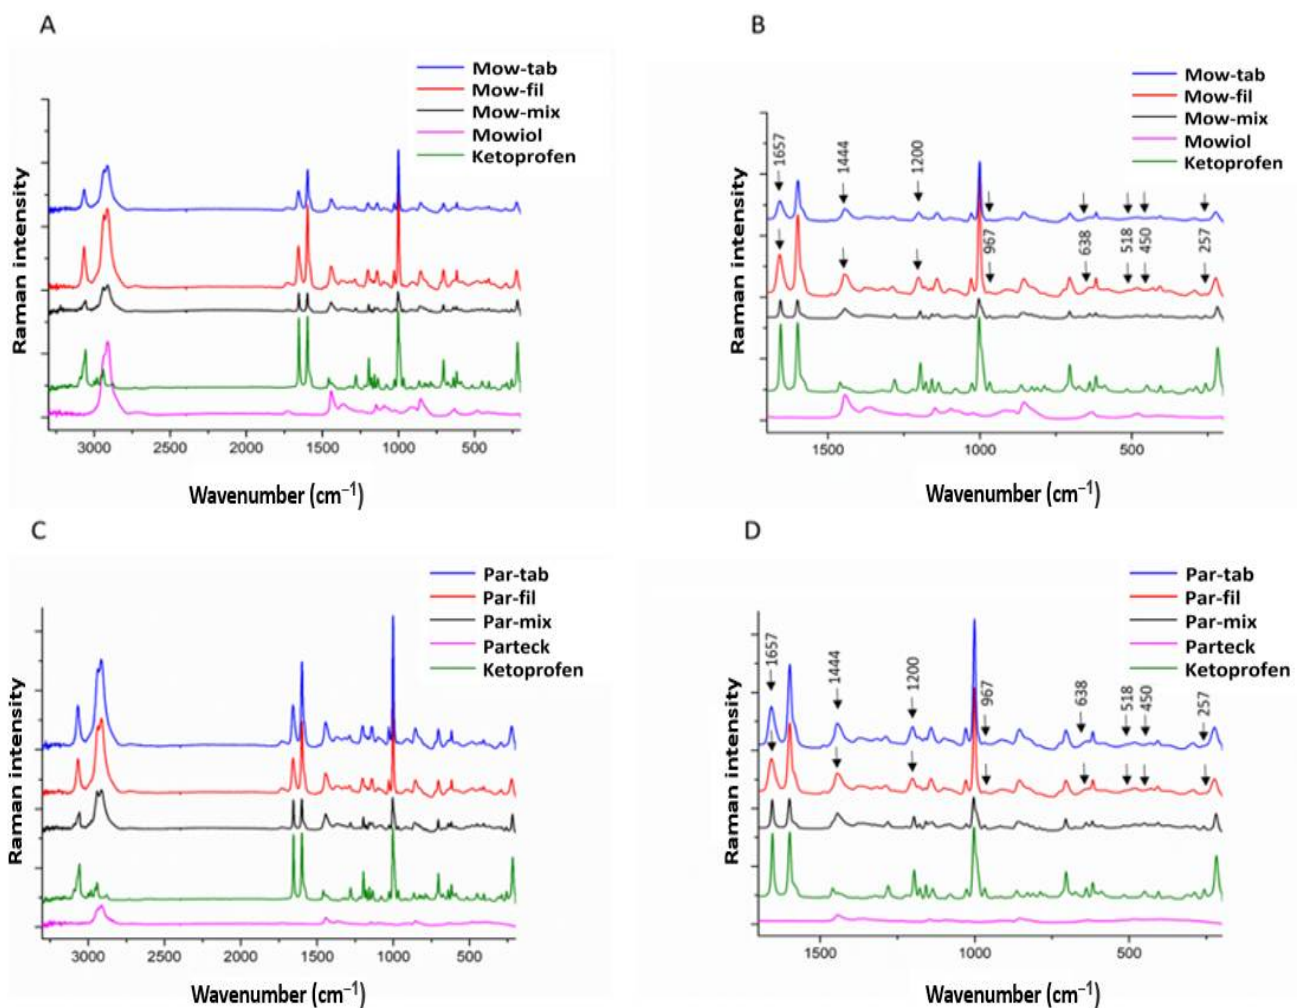 A
Mow-tab
Mow-fil
Mow-mix
Mowiol
Ketoprofen
Raman intensity
3000 2500 2000 1500 1000 500
Wavenumber (cm⁻¹)
B
Mow-tab
Mow-fil
Mow-mix
Mowiol
Ketoprofen
1657 1444 1200 967 638 518 450 257
Raman intensity
1500 1000 500
Wavenumber (cm⁻¹)
C
Par-tab
Par-fil
Par-mix
Parteck
Ketoprofen
Raman intensity
3000 2500 2000 1500 1000 500
Wavenumber (cm⁻¹)
D
Par-tab
Par-fil
Par-mix
Parteck
Ketoprofen
1657 1444 1200 967 638 518 450 257
Raman intensity
1500 1000 500
Wavenumber (cm⁻¹)